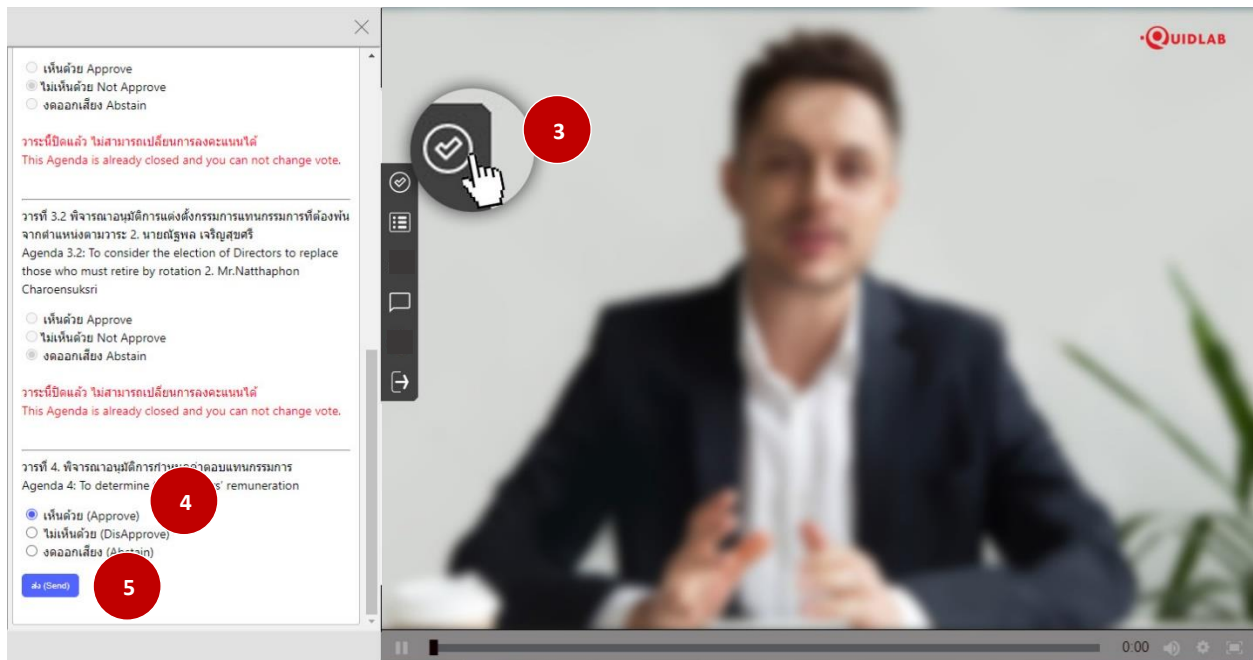 เห็นด้วย Approve
ไม่เห็นด้วย Not Approve
งดออกเสียง Abstain
วาระนี้ปิดแล้ว ไม่สามารถเปลี่ยนการลงคะแนนได้
This Agenda is already closed and you can not change vote.
วารที่ 3.2 พิจารณาอนุมัติการแต่งตั้งกรรมการแทนกรรมการที่ต้องพ้น
จากตำแหน่งตามวาระ 2. นายณัฐพล เจริญสุขศรี
Agenda 3.2: To consider the election of Directors to replace
those who must retire by rotation 2. Mr.Natthaphon
Charoensuksri
เห็นด้วย Approve
ไม่เห็นด้วย Not Approve
งดออกเสียง Abstain
วาระนี้ปิดแล้ว ไม่สามารถเปลี่ยนการลงคะแนนได้
This Agenda is already closed and you can not change vote.
วารที่ 4. พิจารณาอนุมัติการกำหนดค่าตอบแทนกรรมการ
Agenda 4: To determine remuneration
4
เห็นด้วย (Approve)
ไม่เห็นด้วย (DisApprove)
งดออกเสียง (Abstain)
ส่ง (Send)
5
3
QUIDLAB
0:00